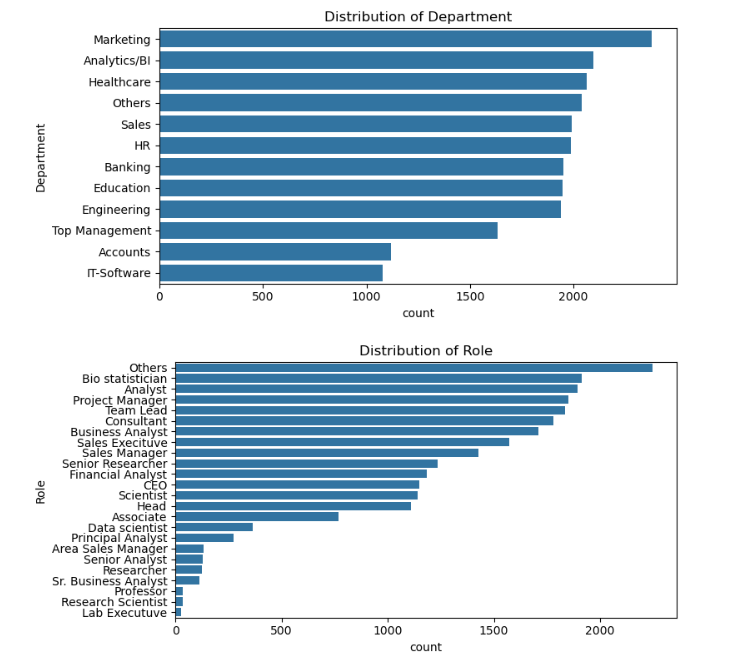 Distribution of Department
Department
Marketing
Analytics/BI
Healthcare
Others
Sales
HR
Banking
Education
Engineering
Top Management
Accounts
IT-Software
0 500 1000 1500 2000
count
Distribution of Role
Role
Others
Bio statistician
Analyst
Project Manager
Team Lead
Consultant
Business Analyst
Sales Execituve
Sales Manager
Senior Researcher
Financial Analyst
CEO
Scientist
Head
Associate
Data scientist
Principal Analyst
Area Sales Manager
Senior Analyst
Researcher
Sr. Business Analyst
Professor
Research Scientist
Lab Executuve
0 500 1000 1500 2000
count